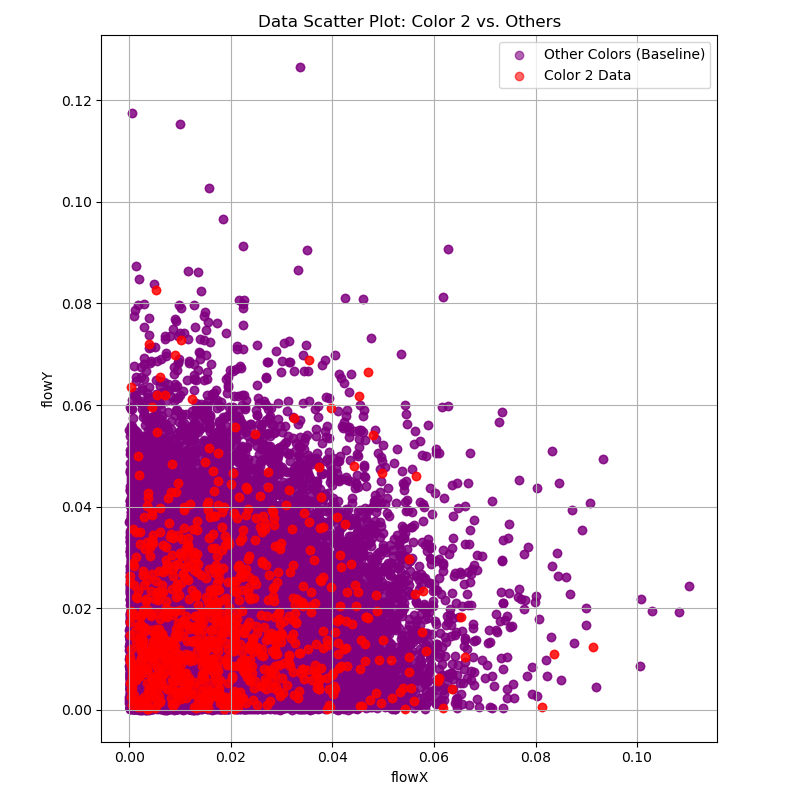 Data Scatter Plot: Color 2 vs. Others
Other Colors (Baseline)
Color 2 Data
flowY
0.12
0.10
0.08
0.06
0.04
0.02
0.00
0.00 0.02 0.04 0.06 0.08 0.10
flowX